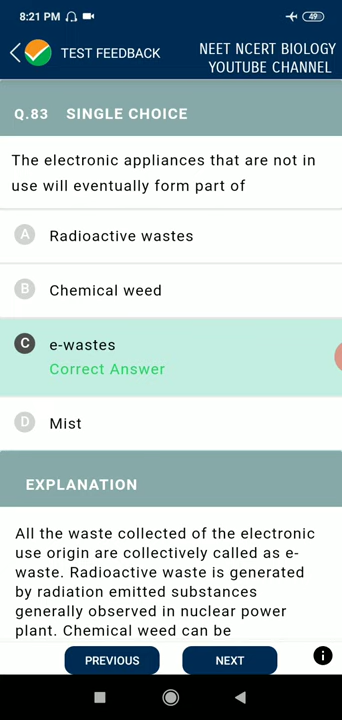 8:21 PM
49
TEST FEEDBACK
NEET NCERT BIOLOGY
YOUTUBE CHANNEL
Q.83 SINGLE CHOICE
The electronic appliances that are not in
use will eventually form part of
A Radioactive wastes
B Chemical weed
C e-wastes
Correct Answer
D Mist
EXPLANATION
All the waste collected of the electronic
use origin are collectively called as e-
waste. Radioactive waste is generated
by radiation emitted substances
generally observed in nuclear power
plant. Chemical weed can be
PREVIOUS
NEXT
i